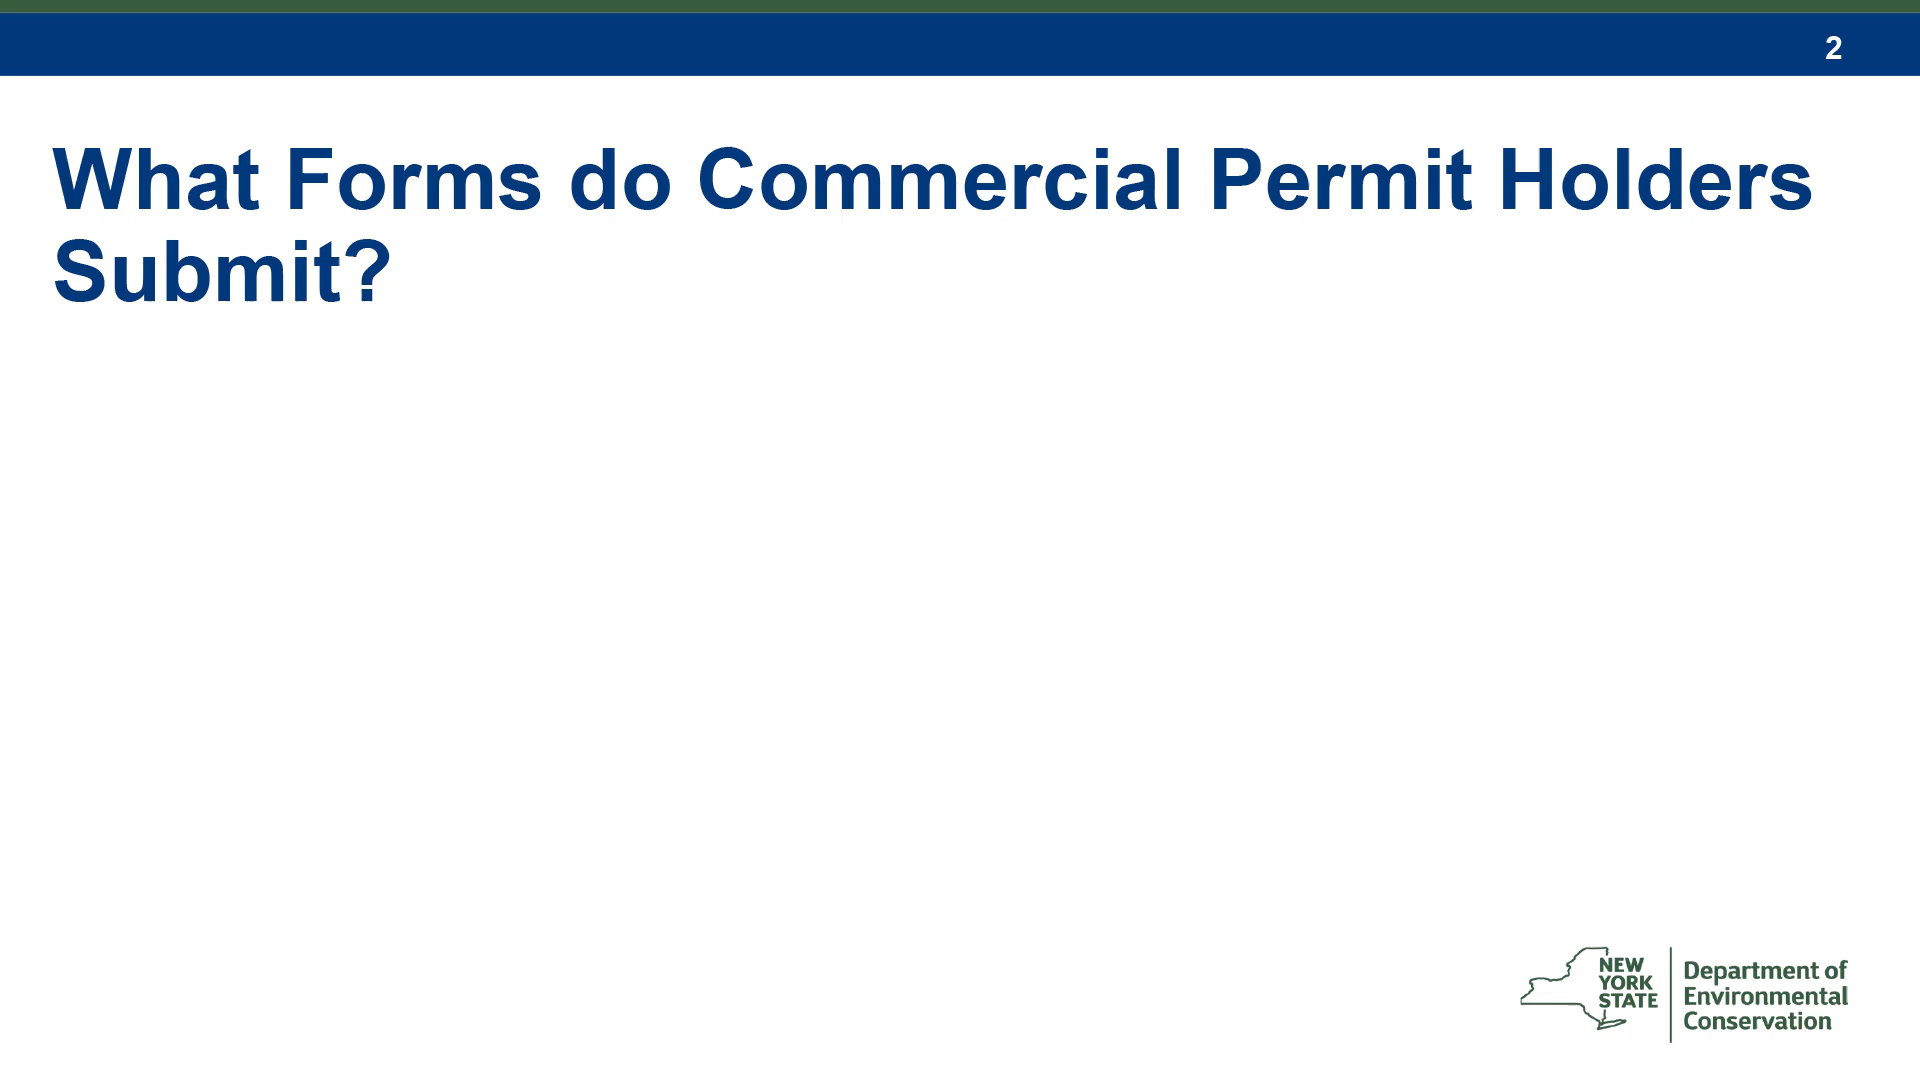 2
What Forms do Commercial Permit Holders
Submit?
NEW
YORK
STATE
Department of
Environmental
Conservation